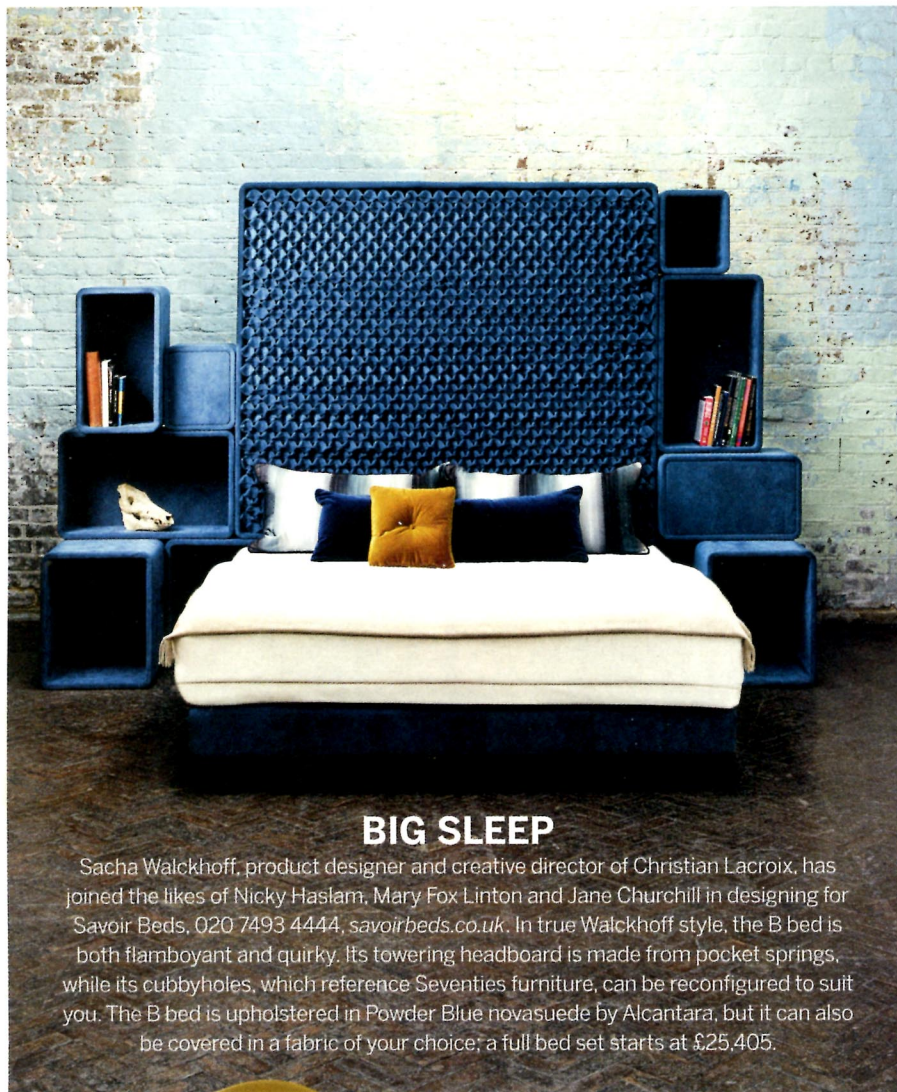 BIG SLEEP
Sacha Walckhoff, product designer and creative director of Christian Lacroix, has
joined the likes of Nicky Haslam, Mary Fox Linton and Jane Churchill in designing for
Savoir Beds, 020 7493 4444, savoirbeds.co.uk. In true Walckhoff style, the B bed is
both flamboyant and quirky. Its towering headboard is made from pocket springs,
while its cubbyholes, which reference Seventies furniture, can be reconfigured to suit
you. The B bed is upholstered in Powder Blue novasuede by Alcantara, but it can also
be covered in a fabric of your choice; a full bed set starts at £25,405.